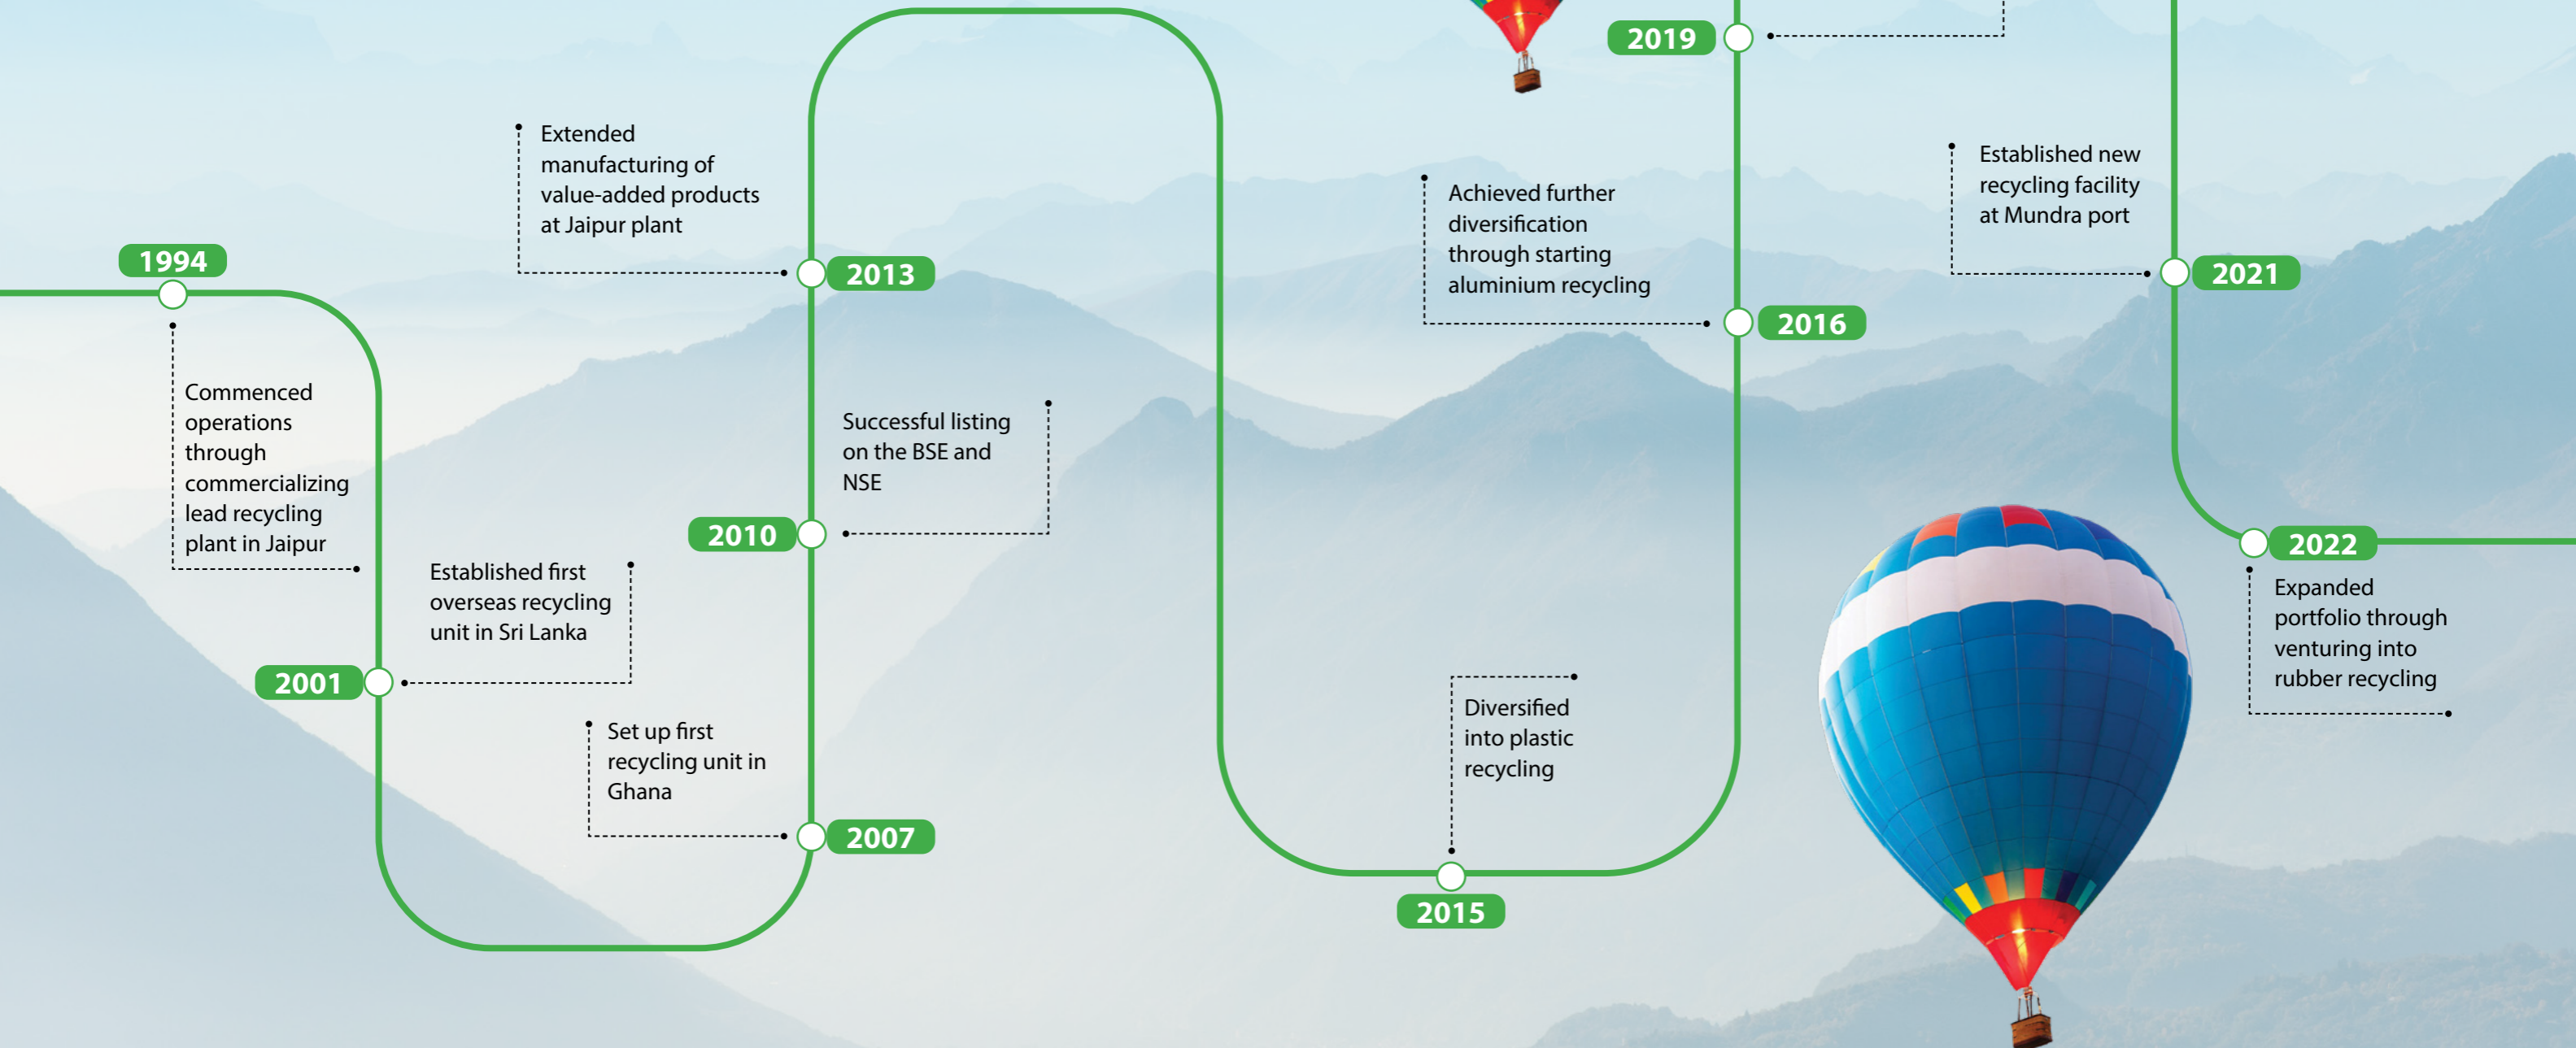 1994
Commenced
operations
through
commercializing
lead recycling
plant in Jaipur
2001
Established first
overseas recycling
unit in Sri Lanka
2007
Set up first
recycling unit in
Ghana
2010
Successful listing
on the BSE and
NSE
2013
Extended
manufacturing of
value-added products
at Jaipur plant
2015
Diversified
into plastic
recycling
2016
Achieved further
diversification
through starting
aluminium recycling
2019
2021
Established new
recycling facility
at Mundra port
2022
Expanded
portfolio through
venturing into
rubber recycling